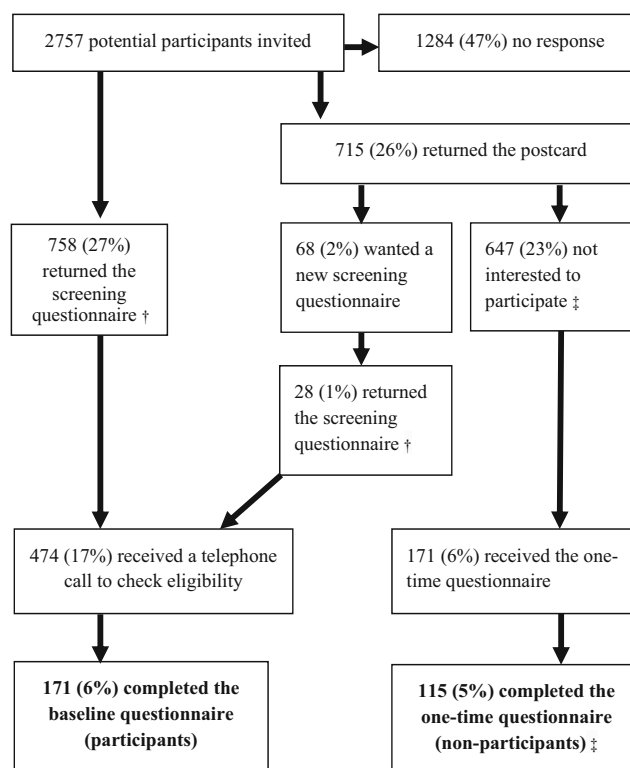 2757 potential participants invited
1284 (47%) no response
715 (26%) returned the postcard
758 (27%)
returned the
screening
questionnaire †
68 (2%) wanted a
new screening
questionnaire
647 (23%) not
interested to
participate ‡
28 (1%) returned
the screening
questionnaire †
474 (17%) received a telephone
call to check eligibility
171 (6%) received the one-
time questionnaire
171 (6%) completed the
baseline questionnaire
(participants)
115 (5%) completed the
one-time questionnaire
(non-participants) ‡